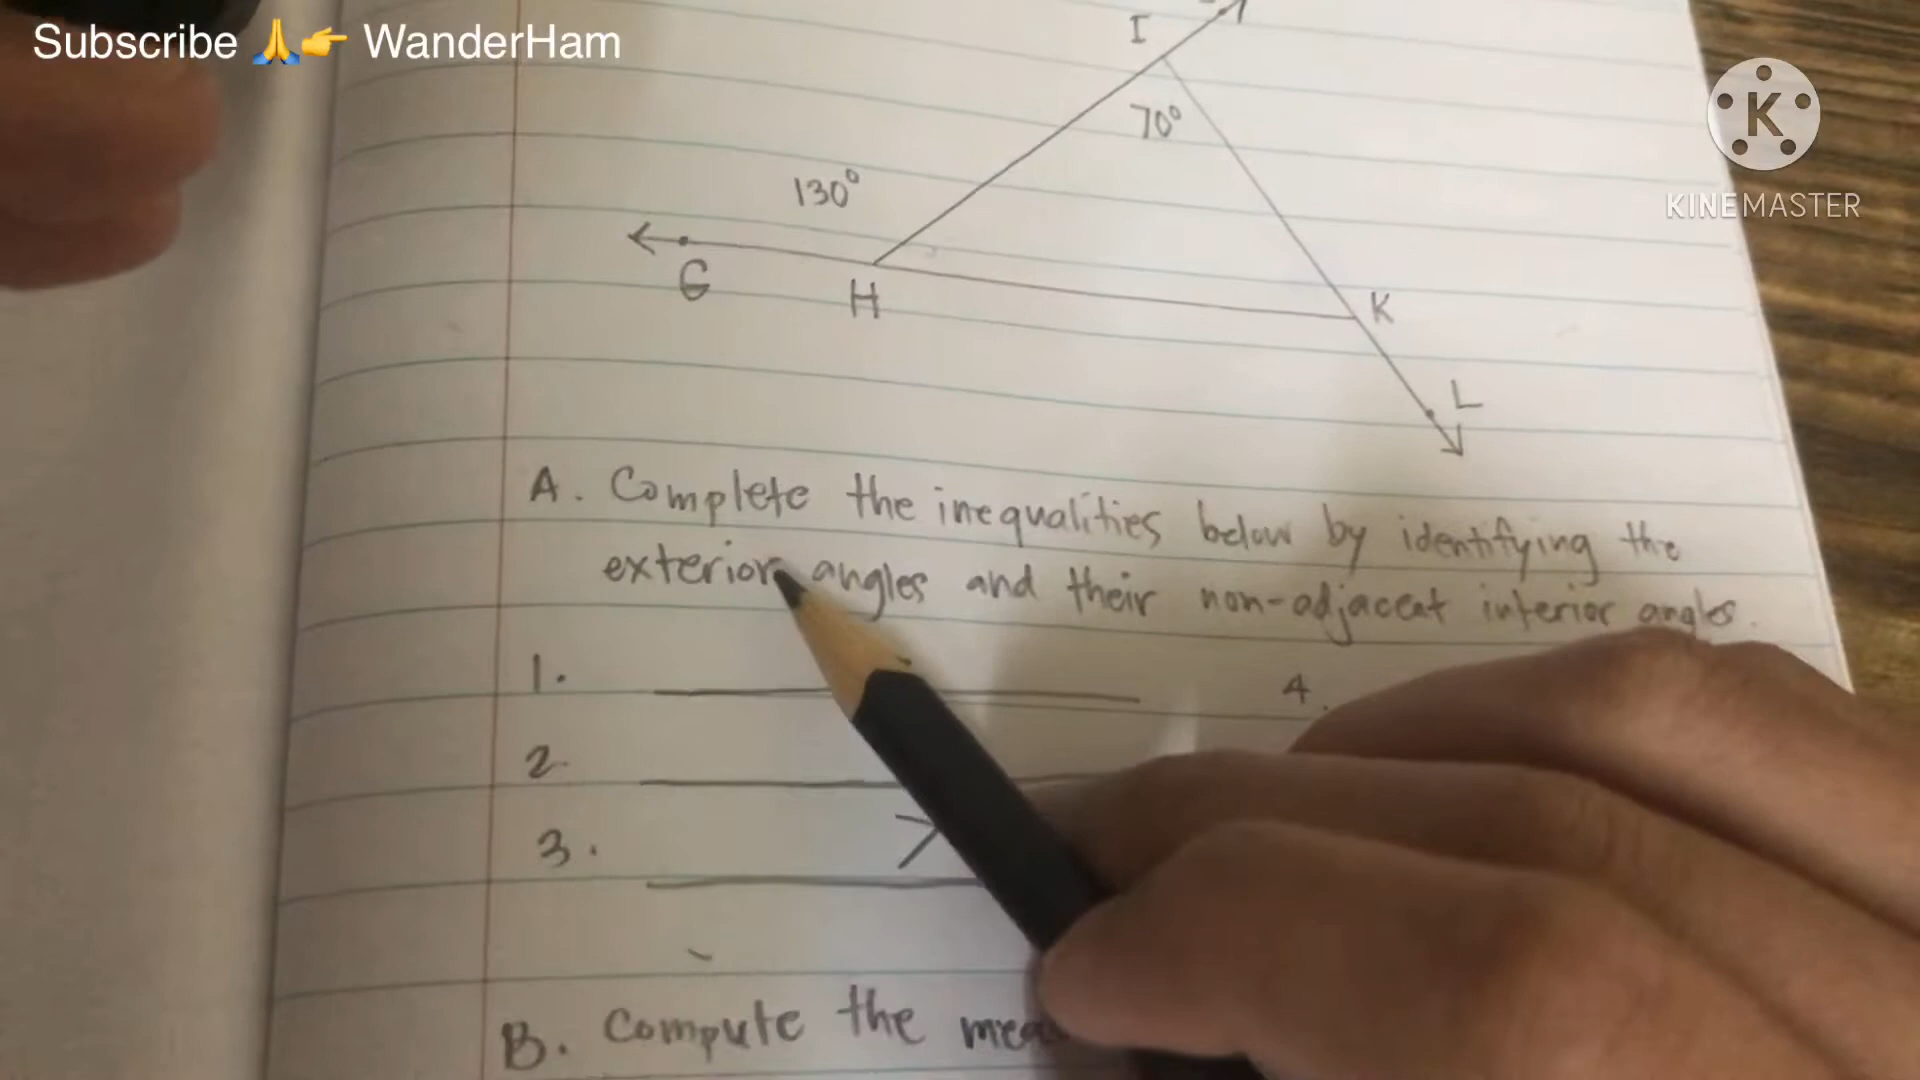 Subscribe 🙏👉 WanderHam
I
70°
130°
G
H
K
L
KINEMASTER
A. Complete the inequalities below by identifying the
exterior angles and their non-adjacent interior angles.
1.
4.
2.
3. >
B. Compute the